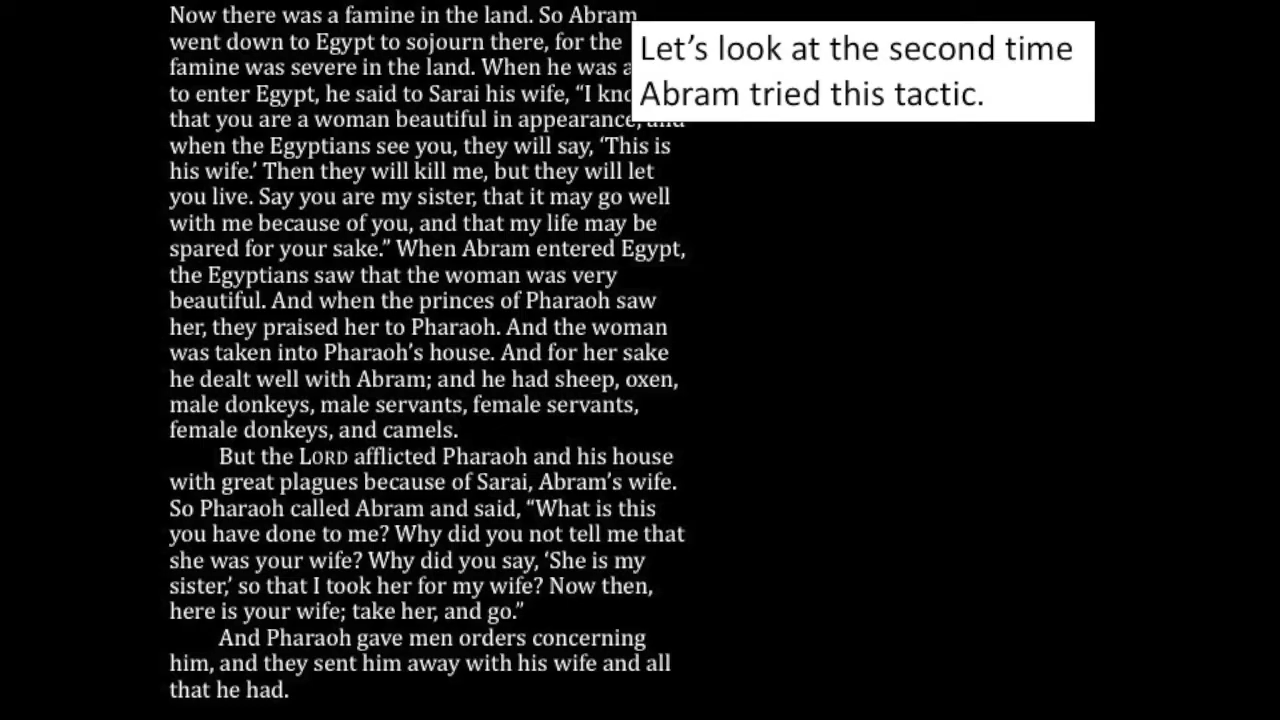 Now there was a famine in the land. So Abram
went down to Egypt to sojourn there, for the
famine was severe in the land. When he was a
to enter Egypt, he said to Sarai his wife, “I kno
that you are a woman beautiful in appearance, and
when the Egyptians see you, they will say, ‘This is
his wife.’ Then they will kill me, but they will let
you live. Say you are my sister, that it may go well
with me because of you, and that my life may be
spared for your sake.” When Abram entered Egypt,
the Egyptians saw that the woman was very
beautiful. And when the princes of Pharaoh saw
her, they praised her to Pharaoh. And the woman
was taken into Pharaoh’s house. And for her sake
he dealt well with Abram; and he had sheep, oxen,
male donkeys, male servants, female servants,
female donkeys, and camels.
But the LORD afflicted Pharaoh and his house
with great plagues because of Sarai, Abram’s wife.
So Pharaoh called Abram and said, “What is this
you have done to me? Why did you not tell me that
she was your wife? Why did you say, ‘She is my
sister,’ so that I took her for my wife? Now then,
here is your wife; take her, and go.”
And Pharaoh gave men orders concerning
him, and they sent him away with his wife and all
that he had.
Let’s look at the second time
Abram tried this tactic.